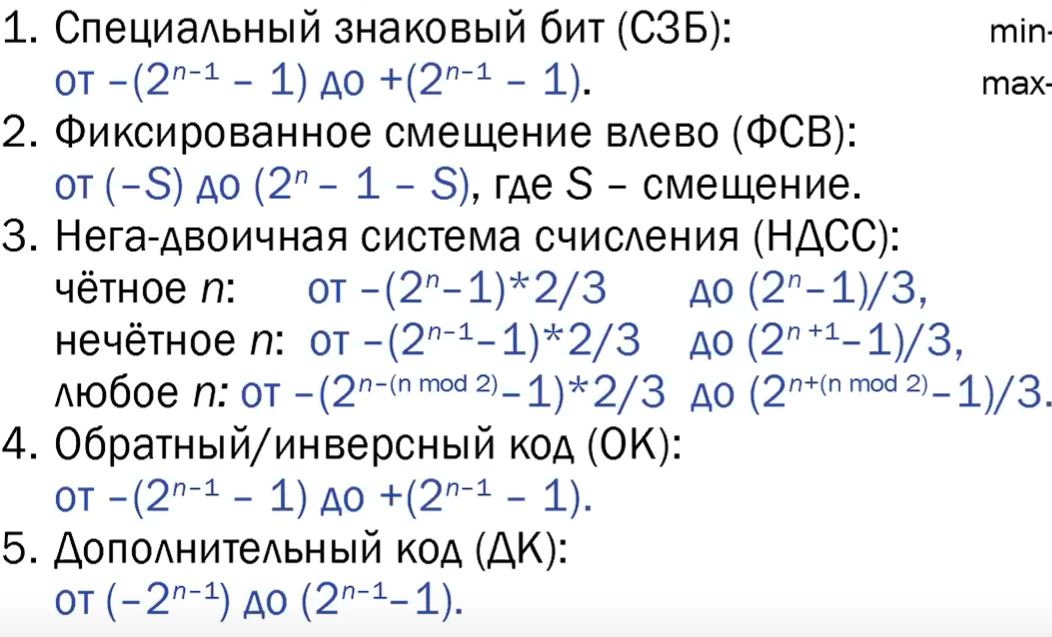 1. Специальный знаковый бит (СЗБ):
min-
от –(2ⁿ⁻¹ – 1) до +(2ⁿ⁻¹ – 1).
max-
2. Фиксированное смещение влево (ФСВ):
от (–S) до (2ⁿ – 1 – S), где S – смещение.
3. Нега-двоичная система счисления (НДСС):
чётное n: от –(2ⁿ–1)*2/3 до (2ⁿ–1)/3,
нечётное n: от –(2ⁿ⁻¹–1)*2/3 до (2ⁿ⁺¹–1)/3,
любое n: от –(2^n–(n mod 2)–1)*2/3 до (2^n+(n mod 2)–1)/3.
4. Обратный/инверсный код (ОК):
от –(2ⁿ⁻¹ – 1) до +(2ⁿ⁻¹ – 1).
5. Дополнительный код (ДК):
от (–2ⁿ⁻¹) до (2ⁿ⁻¹–1).